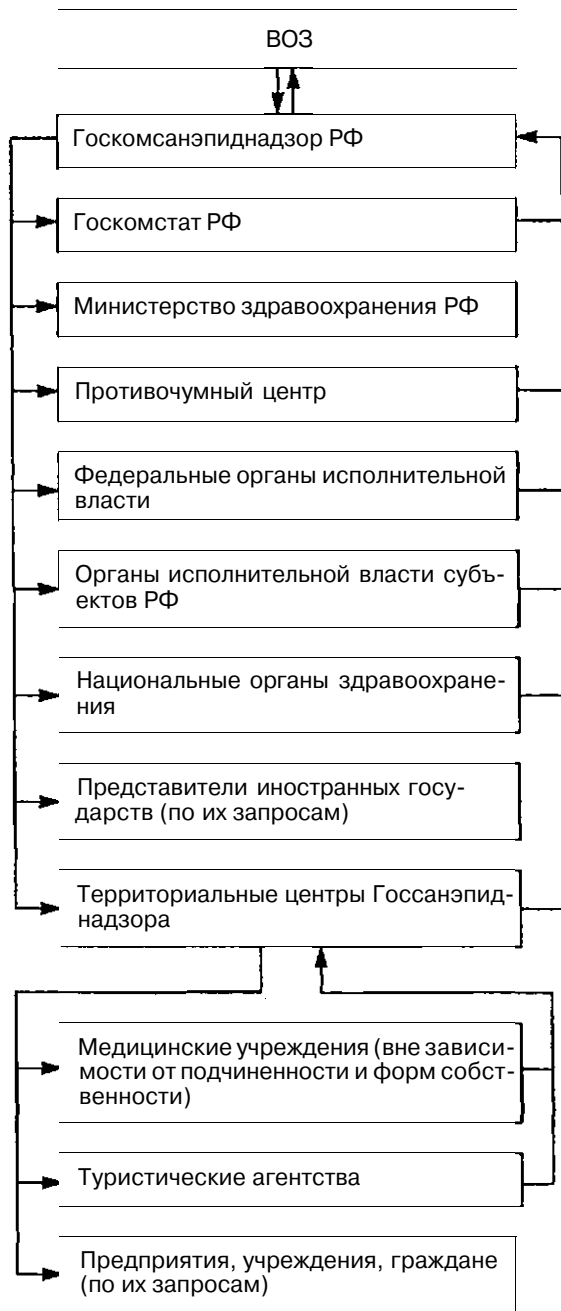 ВОЗ
Госкомсанэпиднадзор РФ
Госкомстат РФ
Министерство здравоохранения РФ
Противочумный центр
Федеральные органы исполнительной
власти
Органы исполнительной власти субъ-
ектов РФ
Национальные органы здравоохране-
ния
Представители иностранных госу-
дарств (по их запросам)
Территориальные центры Госсанэпид-
надзора
Медицинские учреждения (вне зависи-
мости от подчиненности и форм собст-
венности)
Туристические агентства
Предприятия, учреждения, граждане
(по их запросам)